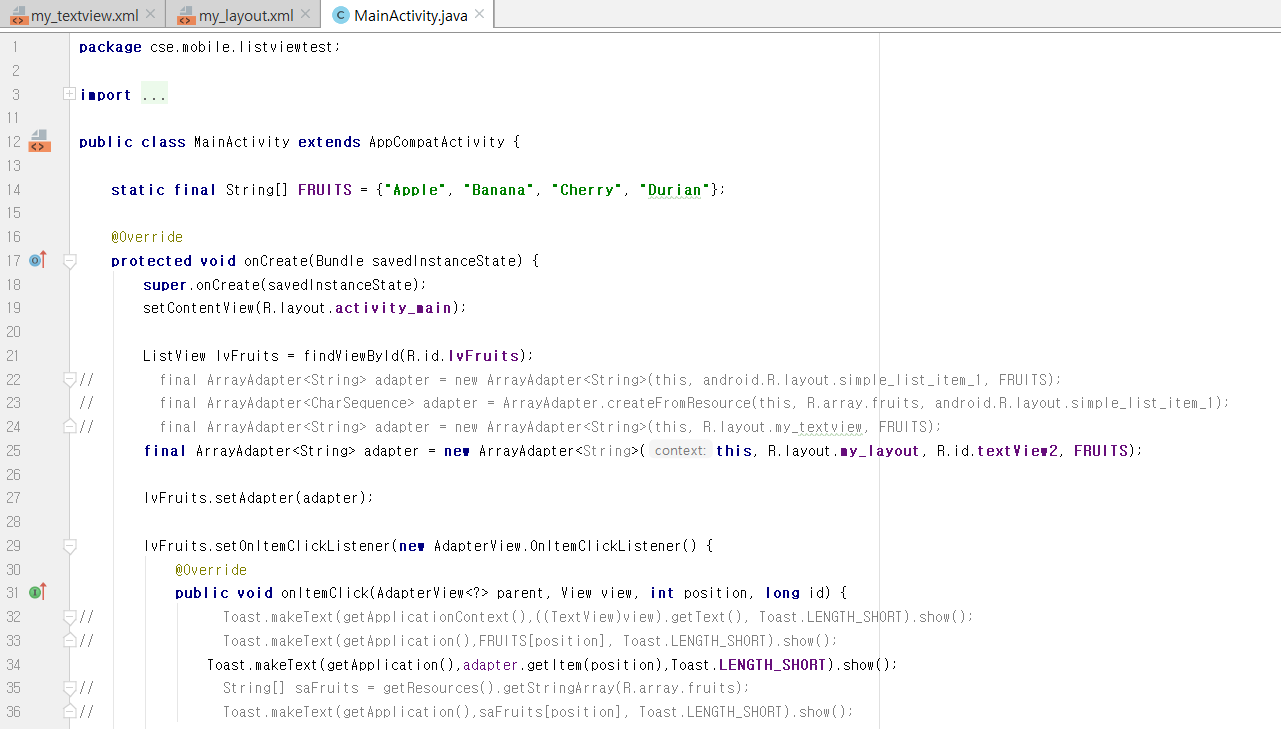 my_textview.xml my_layout.xml MainActivity.java
1 package cse.mobile.listviewtest;
2
3 import ...
11
12 public class MainActivity extends AppCompatActivity {
13
14 static final String[] FRUITS = {"Apple", "Banana", "Cherry", "Durian"};
15
16 @Override
17 protected void onCreate(Bundle savedInstanceState) {
18 super.onCreate(savedInstanceState);
19 setContentView(R.layout.activity_main);
20
21 ListView lvFruits = findViewById(R.id.lvFruits);
22 // final ArrayAdapter<String> adapter = new ArrayAdapter<String>(this, android.R.layout.simple_list_item_1, FRUITS);
23 // final ArrayAdapter<CharSequence> adapter = ArrayAdapter.createFromResource(this, R.array.fruits, android.R.layout.simple_list_item_1);
24 // final ArrayAdapter<String> adapter = new ArrayAdapter<String>(this, R.layout.my_textview, FRUITS);
25 final ArrayAdapter<String> adapter = new ArrayAdapter<String>( context: this, R.layout.my_layout, R.id.textView2, FRUITS);
26
27 lvFruits.setAdapter(adapter);
28
29 lvFruits.setOnItemClickListener(new AdapterView.OnItemClickListener() {
30 @Override
31 public void onItemClick(AdapterView<?> parent, View view, int position, long id) {
32 // Toast.makeText(getApplicationContext(),((TextView)view).getText(), Toast.LENGTH_SHORT).show();
33 // Toast.makeText(getApplication(),FRUITS[position], Toast.LENGTH_SHORT).show();
34 Toast.makeText(getApplication(),adapter.getItem(position),Toast.LENGTH_SHORT).show();
35 // String[] saFruits = getResources().getStringArray(R.array.fruits);
36 // Toast.makeText(getApplication(),saFruits[position], Toast.LENGTH_SHORT).show();